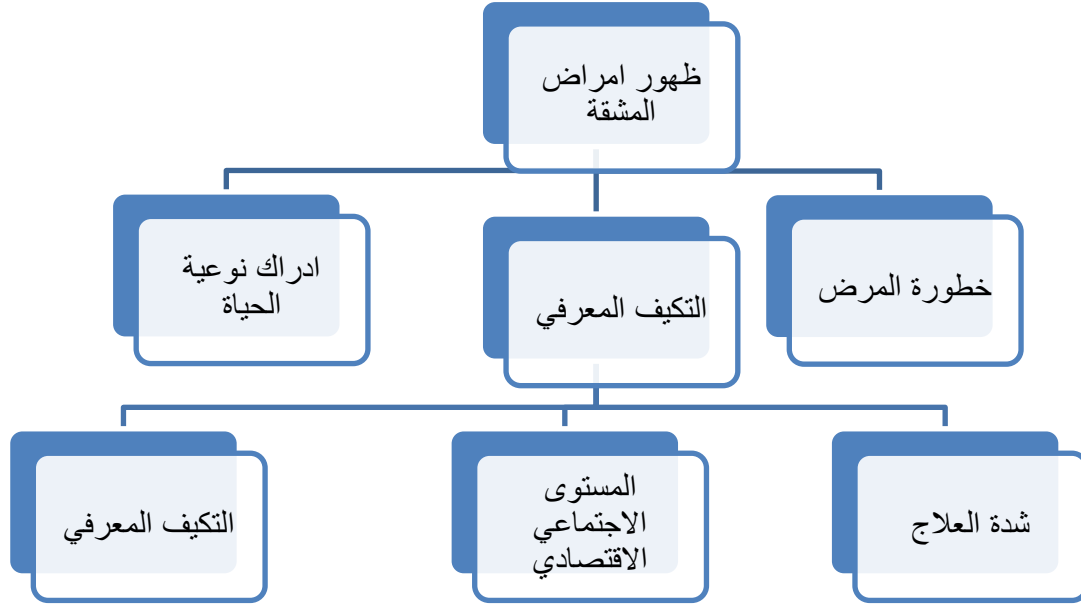 ظهور امراض
المشقة
خطورة المرض
التكيف المعرفي
ادراك نوعية
الحياة
شدة العلاج
المستوى
الاجتماعي
الاقتصادي
التكيف المعرفي